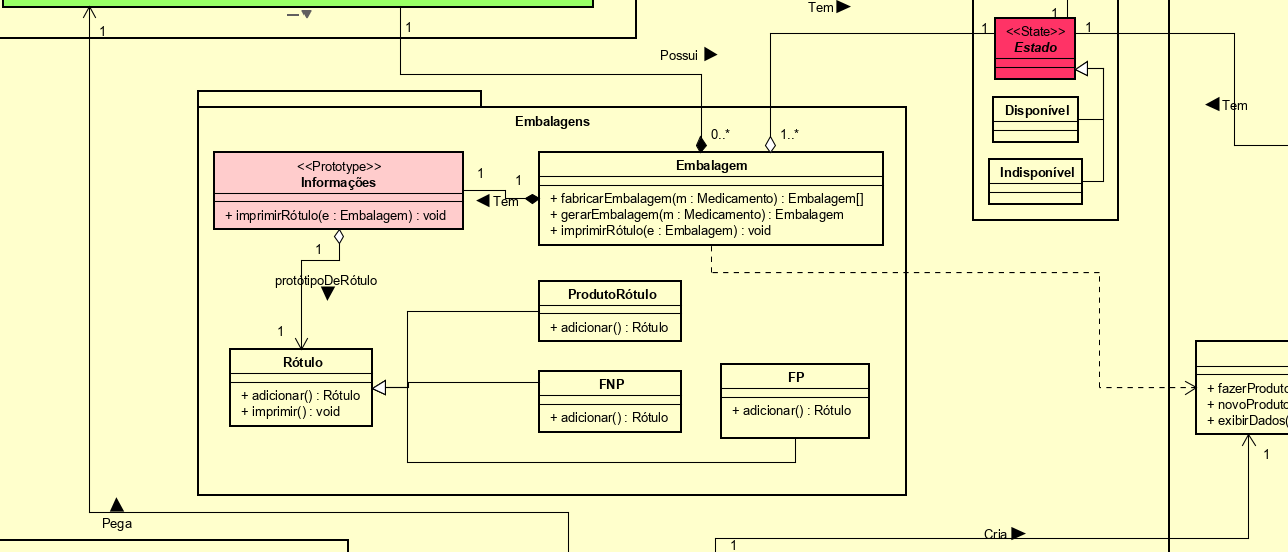 Tem
1
1
1
1
1
<<State>>
Estado
Possui
Tem
Disponível
Indisponível
Embalagens
0..*
1..*
<<Prototype>>
Informações
+ imprimirRótulo(e : Embalagem) : void
1
1
Tem
Embalagem
+ fabricarEmbalagem(m : Medicamento) : Embalagem[]
+ gerarEmbalagem(m : Medicamento) : Embalagem
+ imprimirRótulo(e : Embalagem) : void
1
protótipoDeRótulo
1
ProdutoRótulo
+ adicionar() : Rótulo
Rótulo
+ adicionar() : Rótulo
+ imprimir() : void
FNP
+ adicionar() : Rótulo
FP
+ adicionar() : Rótulo
+ fazerProduto
+ novoProduto
+ exibirDados(
1
Pega
Cria
1